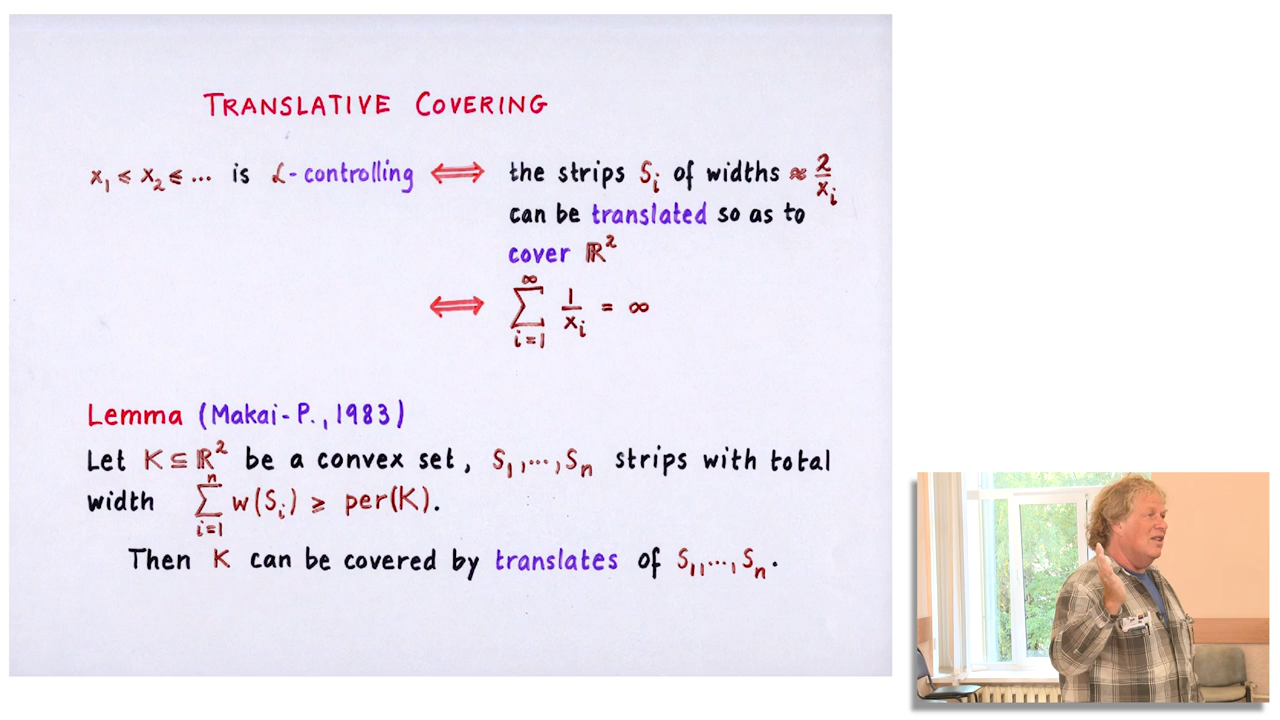 TRANSLATIVE COVERING
x₁ ≤ x₂ ≤ ... is ℒ-controlling ⟺ the strips Sᵢ of widths ≈ 2/xᵢ
can be translated so as to
cover ℝ²
⟺ ∑_{i=1}^{∞} 1/xᵢ = ∞
Lemma (Makai-P., 1983)
Let K ⊆ ℝ² be a convex set, S₁,...,Sₙ strips with total
width ∑_{i=1}^{n} w(Sᵢ) ≥ per(K).
Then K can be covered by translates of S₁,...,Sₙ.